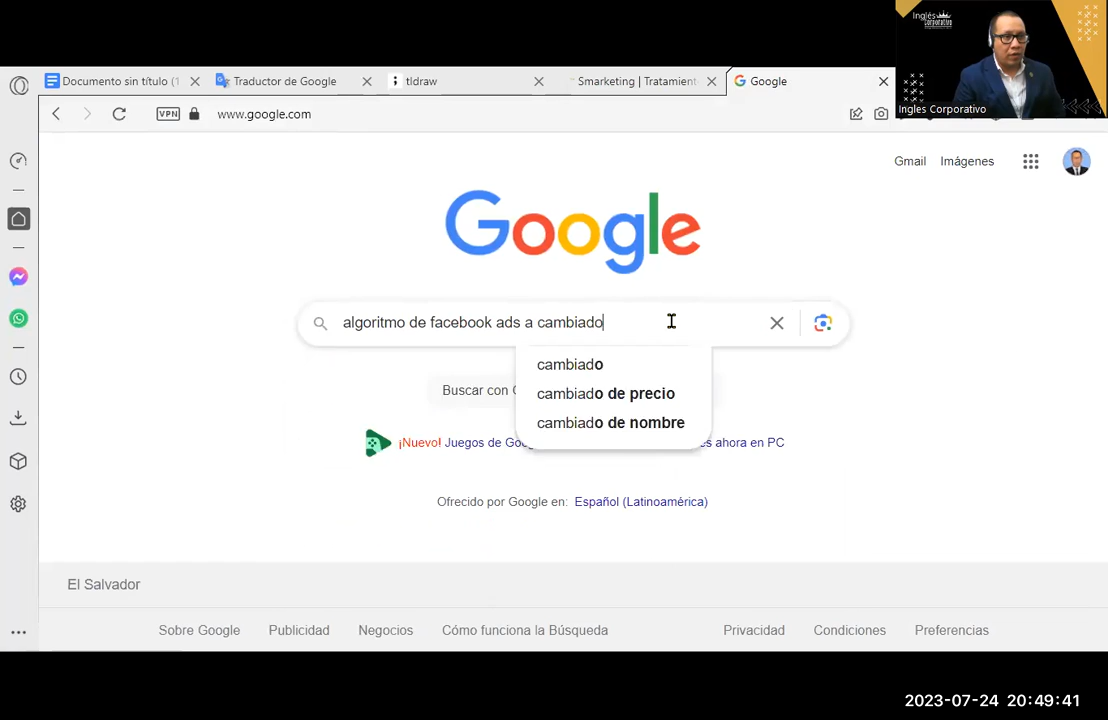 Inglés
Corporativo
Ingles Corporativo
Documento sin título (1
Traductor de Google
tldraw
Smarketing | Tratamient
Google
VPN
www.google.com
Gmail
Imágenes
Google
algoritmo de facebook ads a cambiado
cambiado
cambiado de precio
cambiado de nombre
Buscar con
¡Nuevo! Juegos de Goo
es ahora en PC
Ofrecido por Google en: Español (Latinoamérica)
El Salvador
Sobre Google
Publicidad
Negocios
Cómo funciona la Búsqueda
Privacidad
Condiciones
Preferencias
2023-07-24 20:49:41